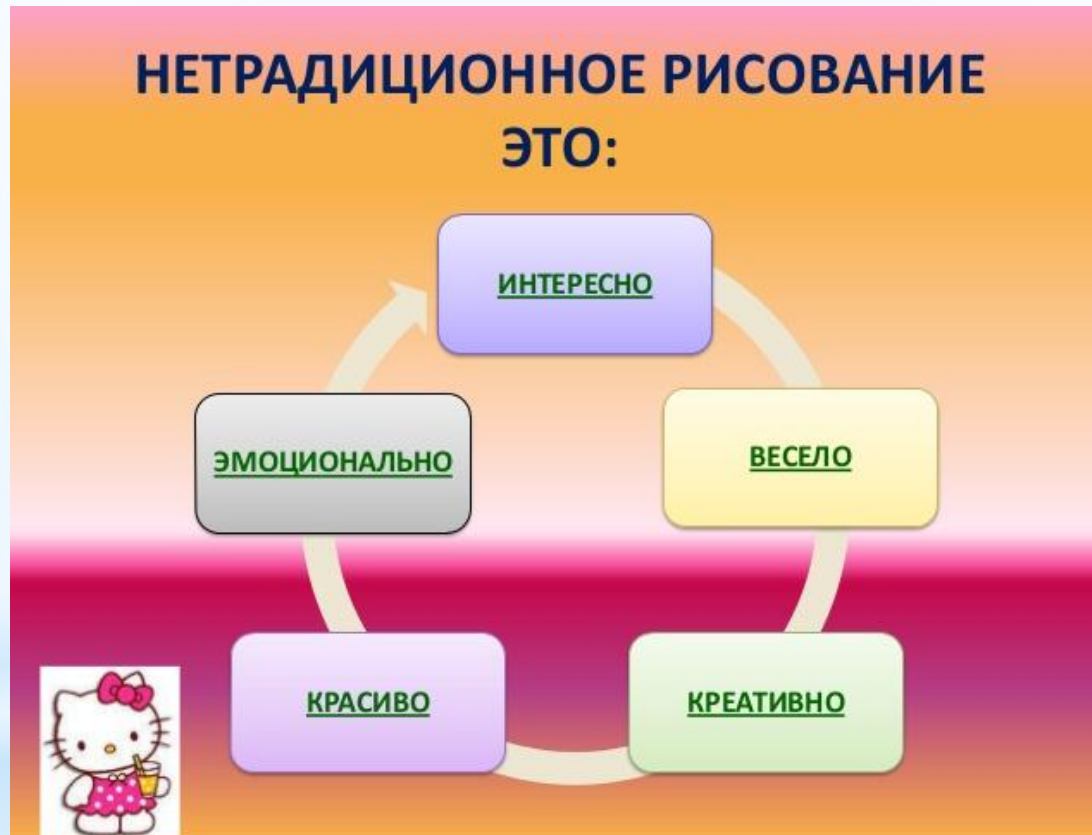 НЕТРАДИЦИОННОЕ РИСОВАНИЕ
ЭТО:
ИНТЕРЕСНО
ВЕСЕЛО
КРЕАТИВНО
КРАСИВО
ЭМОЦИОНАЛЬНО